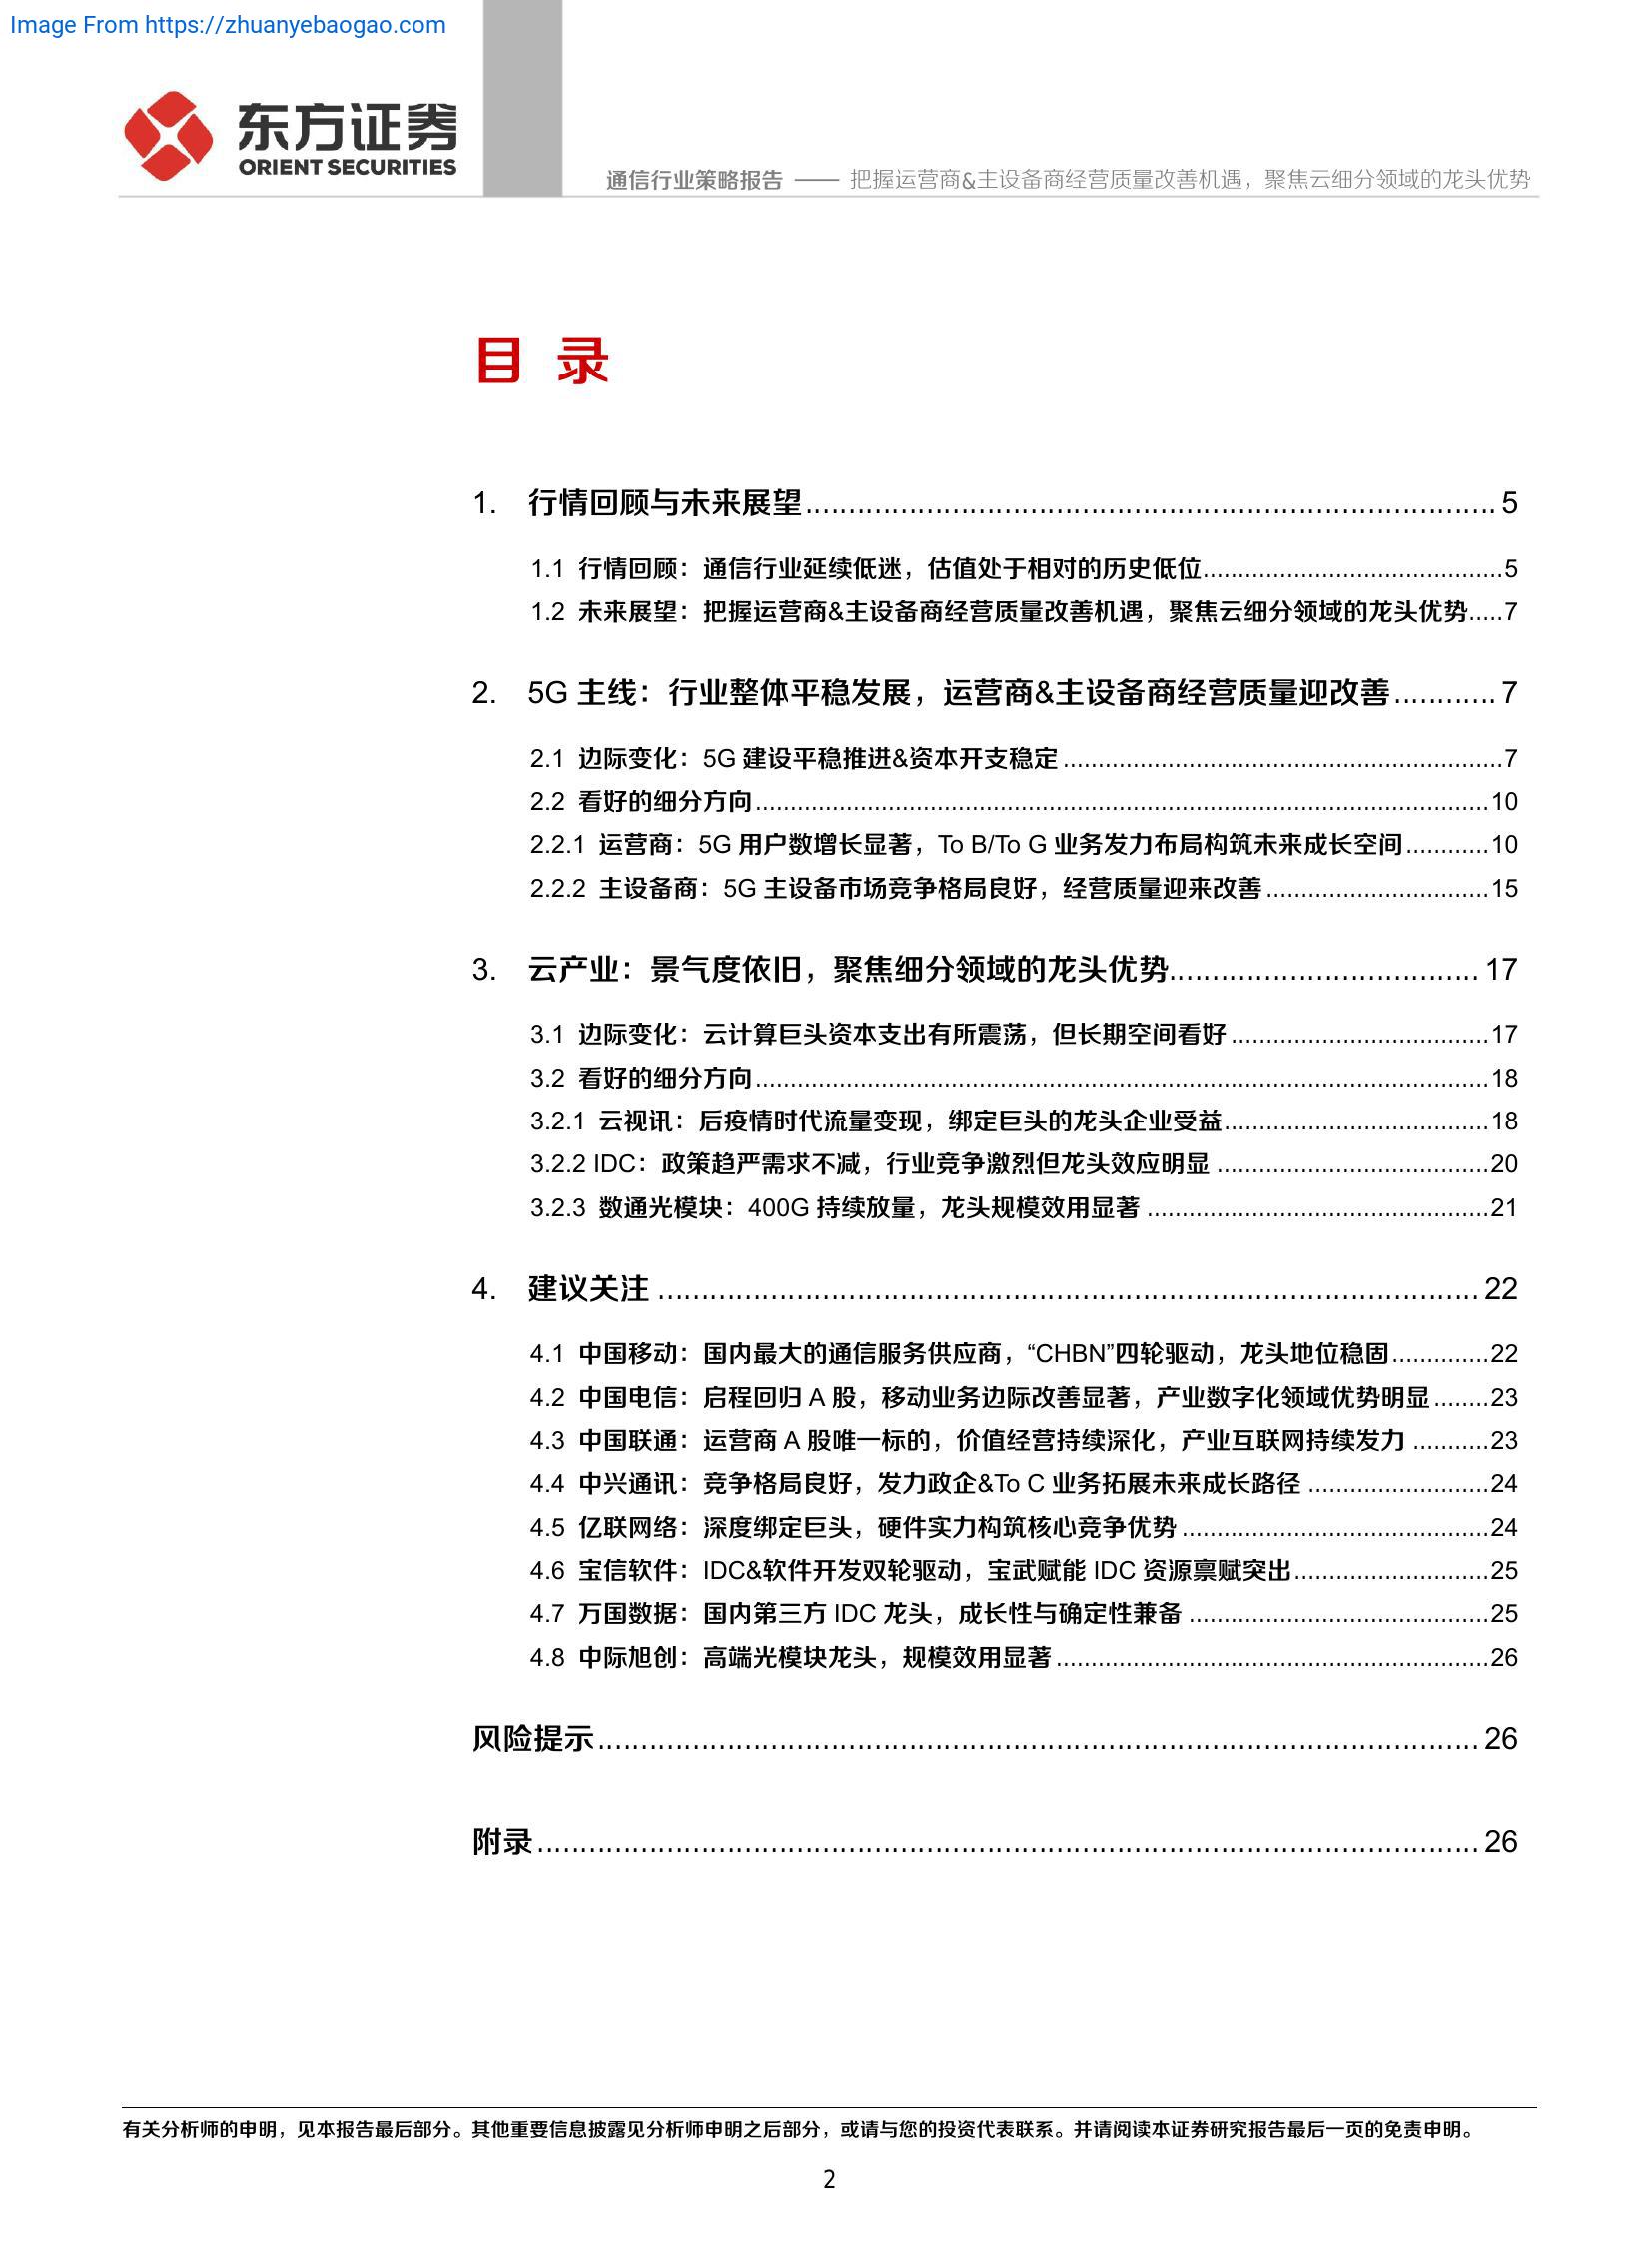 Image From https://zhuanyebaogao.com
东方证券
ORIENT SECURITIES
通信行业策略报告 —— 把握运营商&主设备商经营质量改善机遇，聚焦云细分领域的龙头优势
目 录
1. 行情回顾与未来展望 5
1.1 行情回顾：通信行业延续低迷，估值处于相对的历史低位 5
1.2 未来展望：把握运营商&主设备商经营质量改善机遇，聚焦云细分领域的龙头优势 7
2. 5G 主线：行业整体平稳发展，运营商&主设备商经营质量迎改善 7
2.1 边际变化：5G 建设平稳推进&资本开支稳定 7
2.2 看好的细分方向 10
2.2.1 运营商：5G 用户数增长显著，To B/To G 业务发力布局构筑未来成长空间 10
2.2.2 主设备商：5G 主设备市场竞争格局良好，经营质量迎来改善 15
3. 云产业：景气度依旧，聚焦细分领域的龙头优势 17
3.1 边际变化：云计算巨头资本支出有所震荡，但长期空间看好 17
3.2 看好的细分方向 18
3.2.1 云视讯：后疫情时代流量变现，绑定巨头的龙头企业受益 18
3.2.2 IDC：政策趋严需求不减，行业竞争激烈但龙头效应明显 20
3.2.3 数通光模块：400G 持续放量，龙头规模效用显著 21
4. 建议关注 22
4.1 中国移动：国内最大的通信服务供应商，“CHBN”四轮驱动，龙头地位稳固 22
4.2 中国电信：启程回归 A 股，移动业务边际改善显著，产业数字化领域优势明显 23
4.3 中国联通：运营商 A 股唯一标的，价值经营持续深化，产业互联网持续发力 23
4.4 中兴通讯：竞争格局良好，发力政企&To C 业务拓展未来成长路径 24
4.5 亿联网络：深度绑定巨头，硬件实力构筑核心竞争优势 24
4.6 宝信软件：IDC&软件开发双轮驱动，宝武赋能 IDC 资源禀赋突出 25
4.7 万国数据：国内第三方 IDC 龙头，成长性与确定性兼备 25
4.8 中际旭创：高端光模块龙头，规模效用显著 26
风险提示 26
附录 26
有关分析师的申明，见本报告最后部分。其他重要信息披露见分析师申明之后部分，或请与您的投资代表联系。并请阅读本证券研究报告最后一页的免责申明。
2